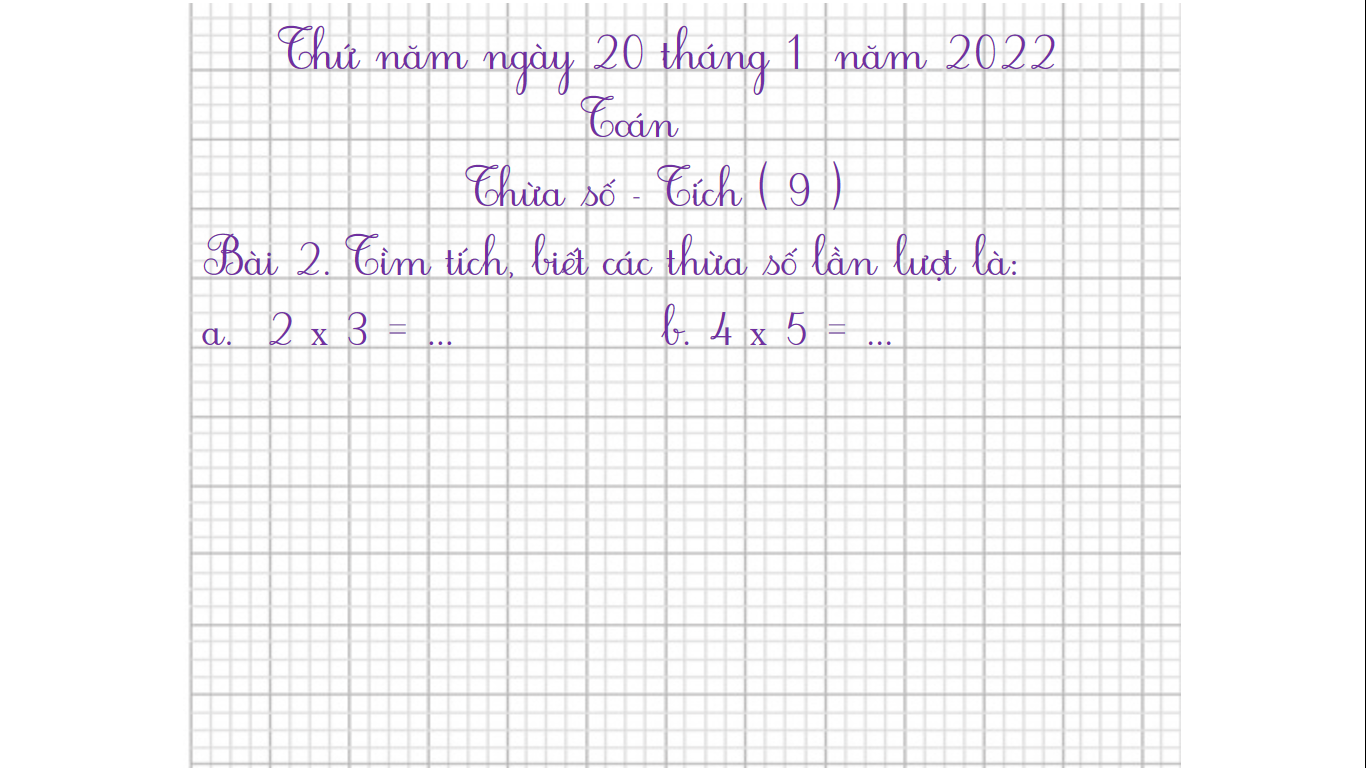 Thứ năm ngày 20 tháng 1 năm 2022
Toán
Thừa số - Tích ( 9 )
Bài 2. Tìm tích, biết các thừa số lần lượt là:
a. 2 x 3 = ... b. 4 x 5 = ...